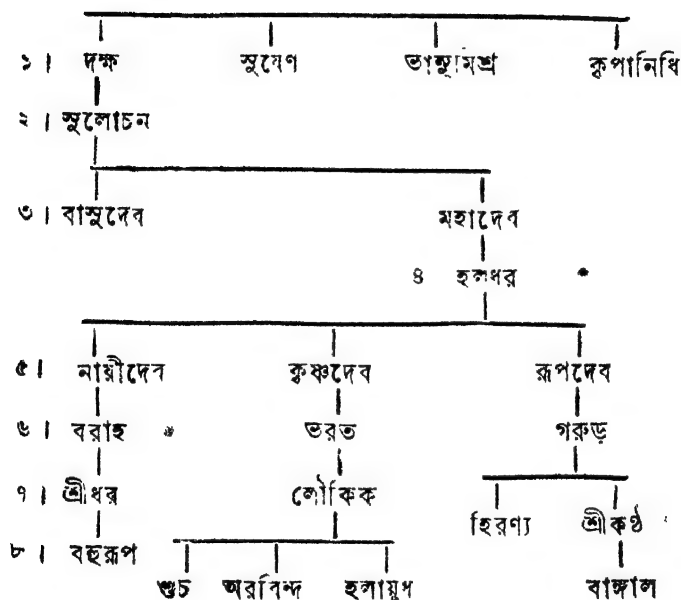 ১। দক্ষ সুষেণ ভানুমিশ্র কৃপানিধি
২। সুলোচন
৩। বাসুদেব মহাদেব
৪ হলধর *
৫। নায়ীদেব কৃষ্ণদেব রূপদেব
৬। বরাহ * ভরত গরুড়
৭। শ্রীধর লৌকিক
হিরণ্য শ্রীকণ্ঠ
৮। বহুরূপ
শুচ অরবিন্দ হলায়ুধ বাঙ্গাল